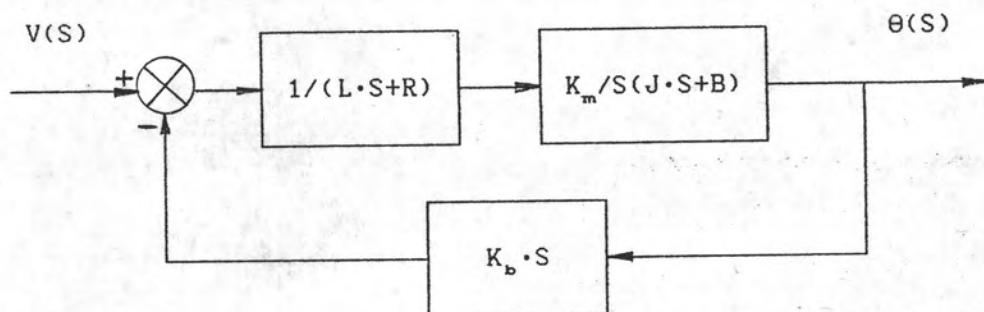 V(S)
θ(S)
+
1/(L·S+R)
K_m/S(J·S+B)
−
K_b·S